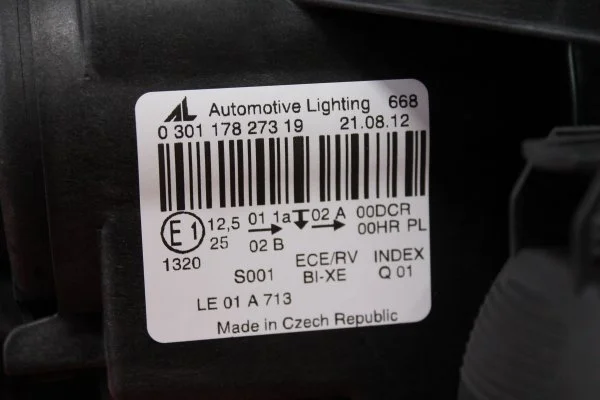 AL Automotive Lighting 668
0 301 178 273 19 21.08.12
E1 12,5 01 1a 02 A 00DCR
25 02 B 00HR PL
1320
S001 ECE/RV INDEX
BI-XE Q 01
LE 01 A 713
Made in Czech Republic